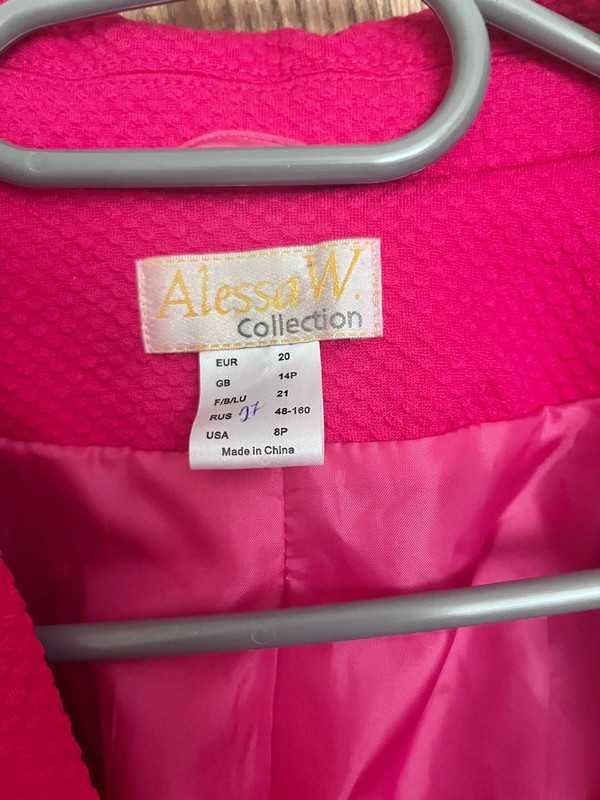 Alessa W.
Collection
EUR 20
GB 14P
F/B/LU 21
RUS 48-160
USA 8P
Made in China